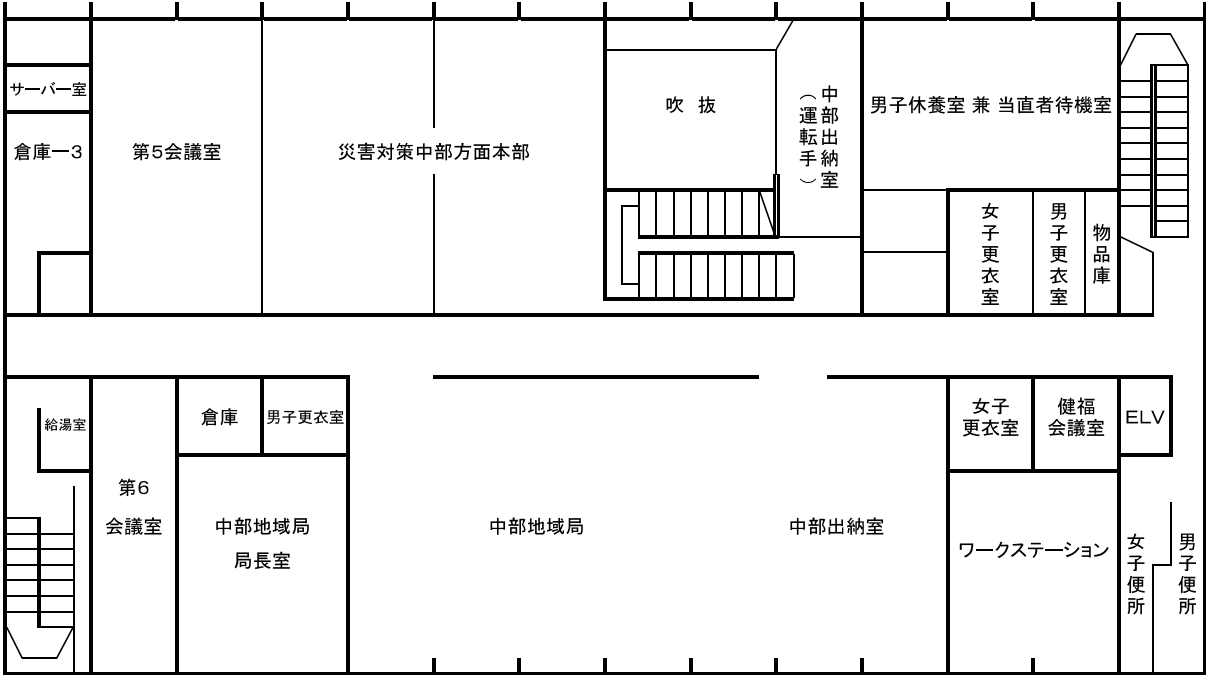 サーバー室
倉庫ー3
第5会議室
災害対策中部方面本部
吹 抜
中部出納室
（運転手）
男子休養室 兼 当直者待機室
女子更衣室
男子更衣室
物品庫
給湯室
第6
会議室
倉庫
男子更衣室
中部地域局
局長室
中部地域局
中部出納室
女子
更衣室
健福
会議室
ELV
ワークステーション
女子便所
男子便所